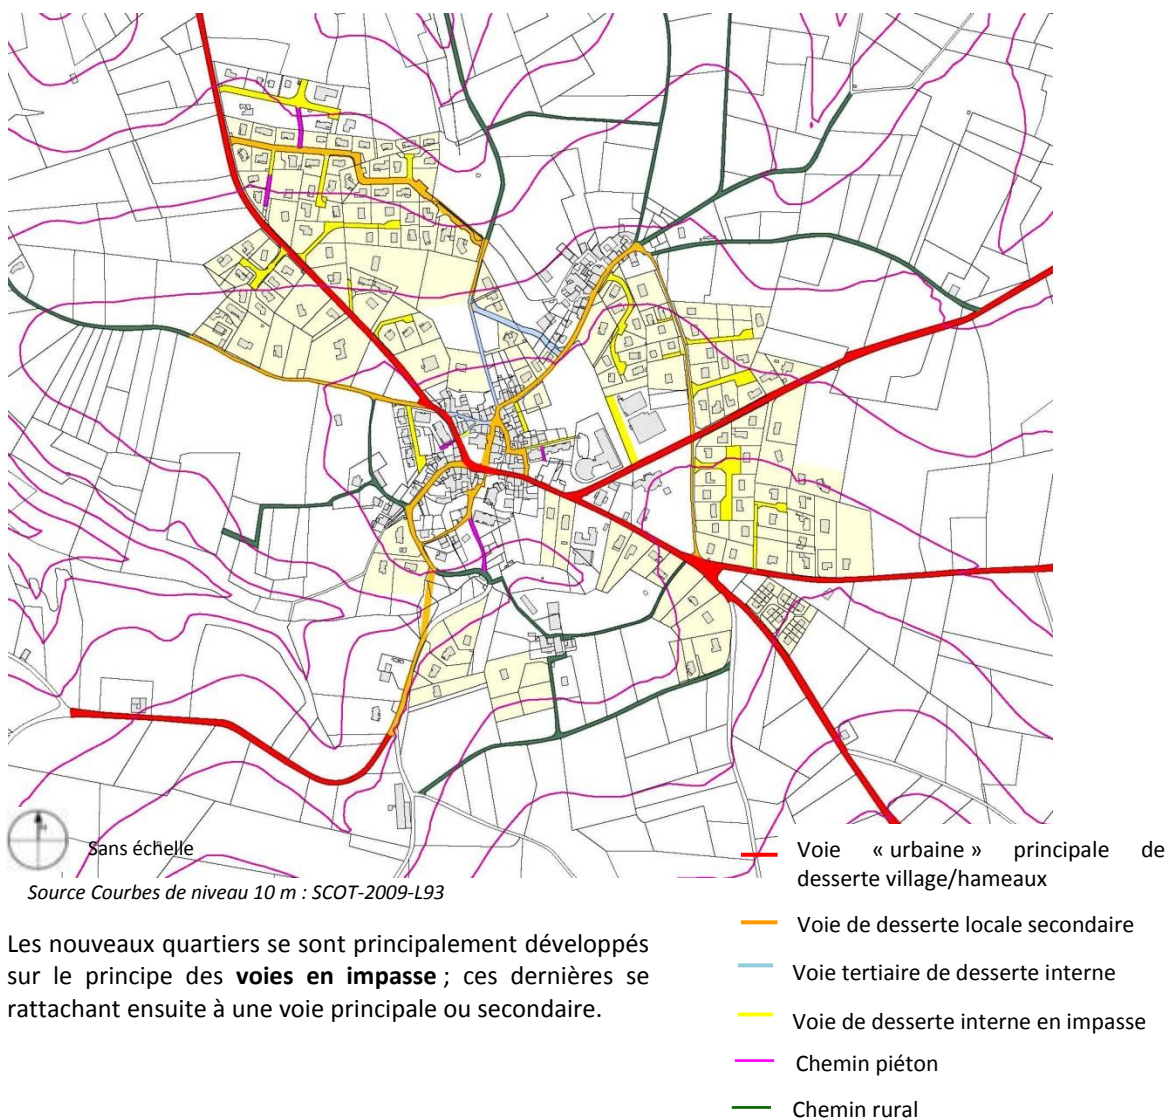 Sans échelle
Source Courbes de niveau 10 m : SCOT-2009-L93
Les nouveaux quartiers se sont principalement développés
sur le principe des voies en impasse ; ces dernières se
rattachant ensuite à une voie principale ou secondaire.
Voie « urbaine » principale de
desserte village/hameaux
Voie de desserte locale secondaire
Voie tertiaire de desserte interne
Voie de desserte interne en impasse
Chemin piéton
Chemin rural